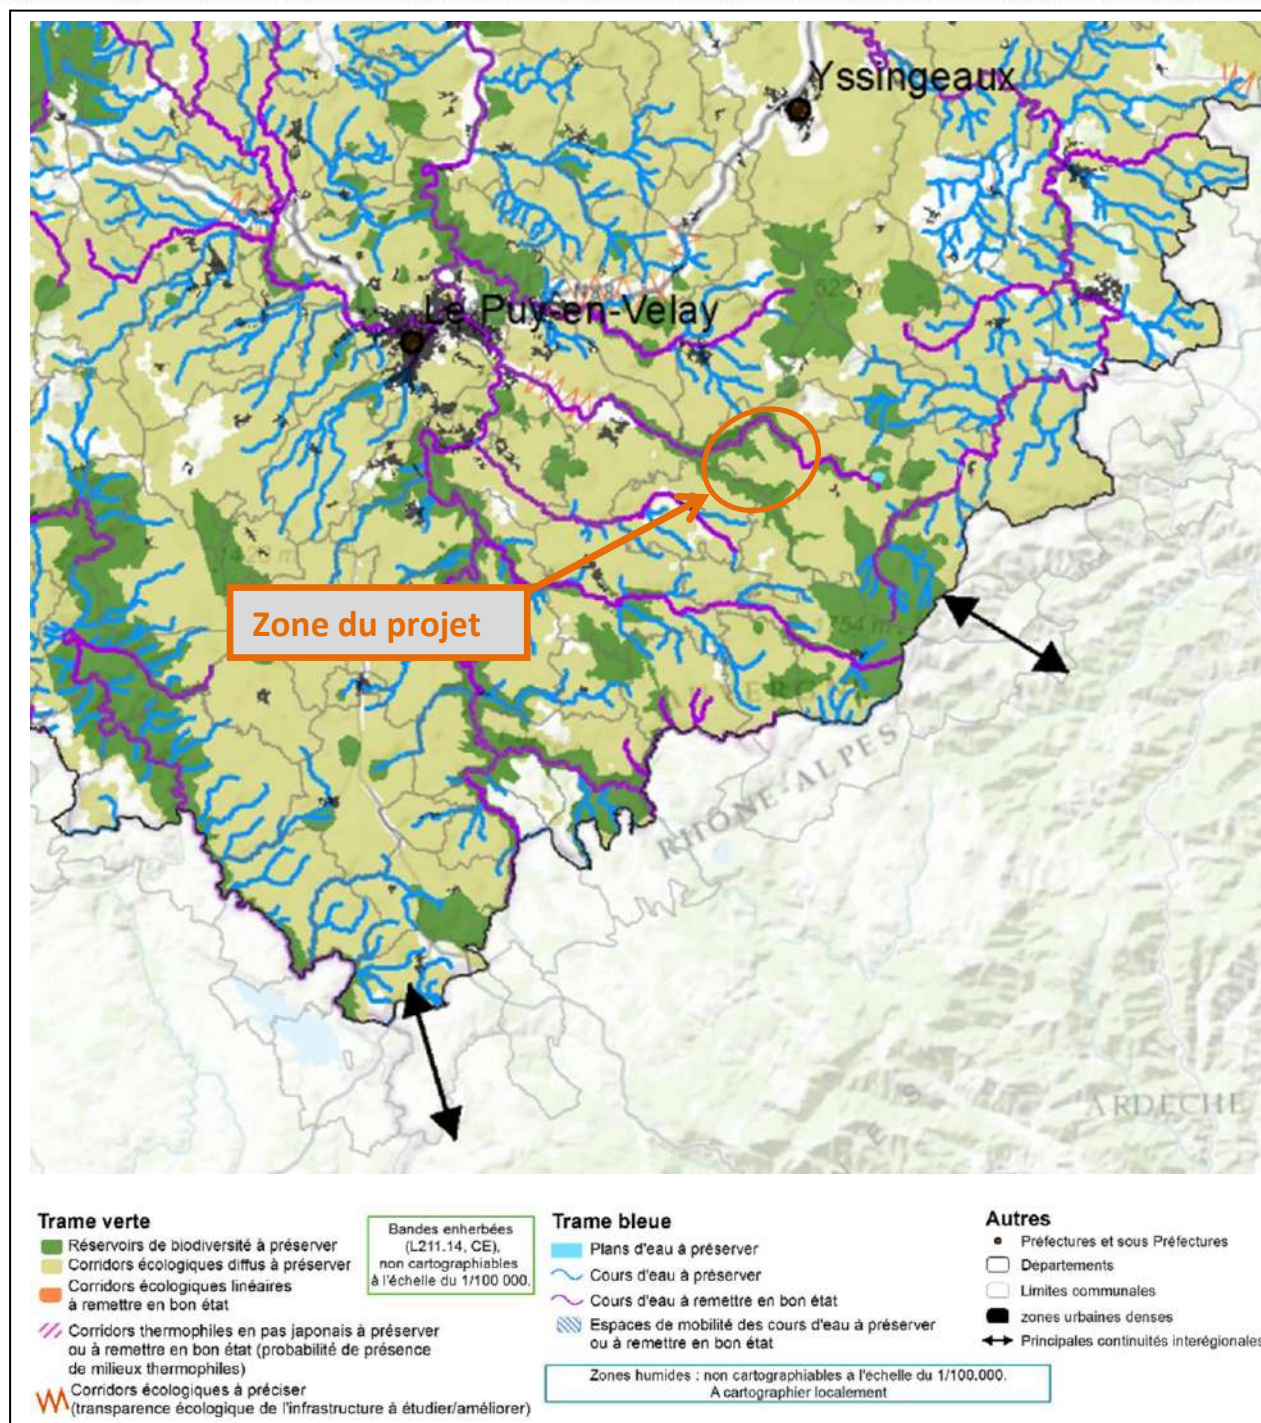 Yssingeaux
Le Puy-en-Velay
Zone du projet
RHÔNE-ALPES
ARDECHE
Trame verte
Réservoirs de biodiversité à préserver
Corridors écologiques diffus à préserver
Corridors écologiques linéaires
à remettre en bon état
Corridors thermophiles en pas japonais à préserver
ou à remettre en bon état (probabilité de présence
de milieux thermophiles)
Corridors écologiques à préciser
(transparence écologique de l'infrastructure à étudier/améliorer)
Bandes enherbées
(L211.14, CE),
non cartographiables
à l'échelle du 1/100 000.
Trame bleue
Plans d'eau à préserver
Cours d'eau à préserver
Cours d'eau à remettre en bon état
Espaces de mobilité des cours d'eau à préserver
ou à remettre en bon état
Zones humides : non cartographiables à l'échelle du 1/100.000.
A cartographier localement
Autres
Préfectures et sous Préfectures
Départements
Limites communales
zones urbaines denses
Principales continuités interégionales